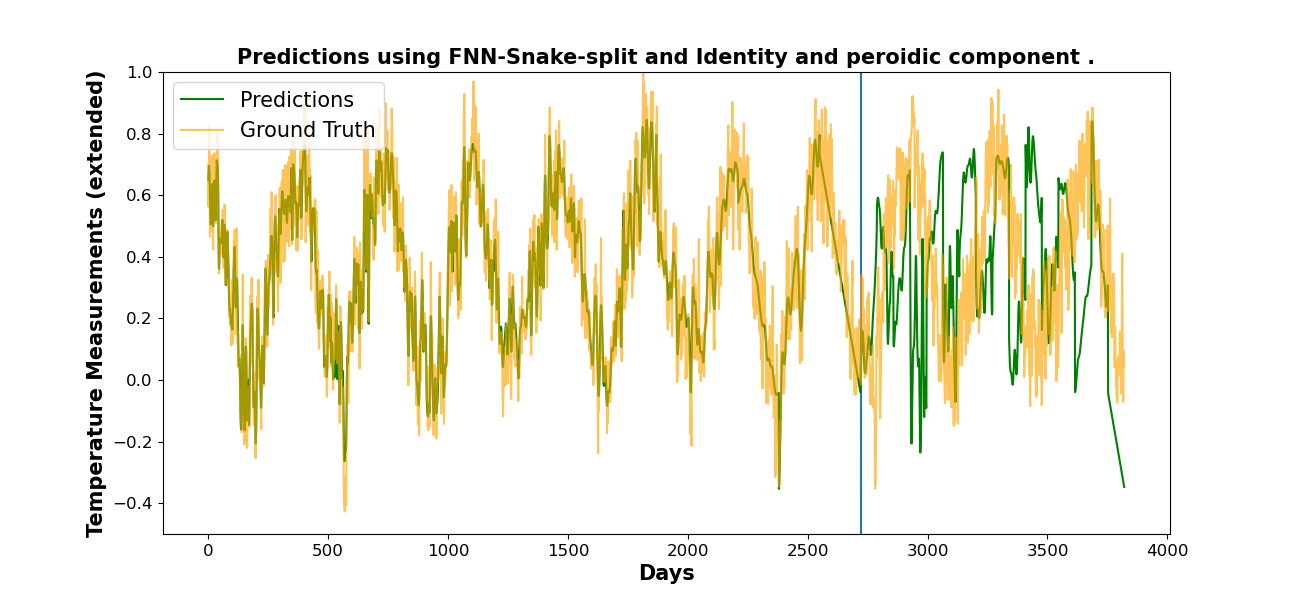 Predictions using FNN-Snake-split and Identity and peroidic component .
Predictions
Ground Truth
Temperature Measurements (extended)
1.0
0.8
0.6
0.4
0.2
0.0
−0.2
−0.4
0 500 1000 1500 2000 2500 3000 3500 4000
Days